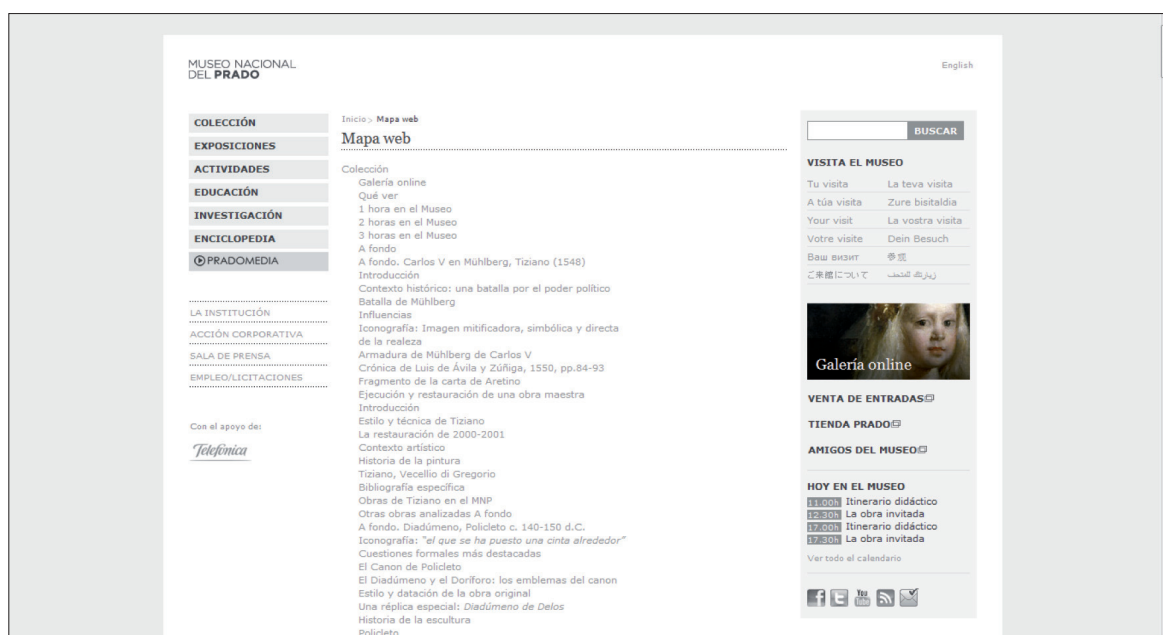 MUSEO NACIONAL
DEL PRADO
English
COLECCIÓN
EXPOSICIONES
ACTIVIDADES
EDUCACIÓN
INVESTIGACIÓN
ENCICLOPEDIA
PRADOMEDIA
LA INSTITUCIÓN
ACCIÓN CORPORATIVA
SALA DE PRENSA
EMPLEO/LICITACIONES
Con el apoyo de:
Telefónica
Inicio > Mapa web
Mapa web
Colección
Galería online
Qué ver
1 hora en el Museo
2 horas en el Museo
3 horas en el Museo
A fondo
A fondo. Carlos V en Mühlberg, Tiziano (1548)
Introducción
Contexto histórico: una batalla por el poder político
Batalla de Mühlberg
Influencias
Iconografía: Imagen mitificadora, simbólica y directa
de la realeza
Armadura de Mühlberg de Carlos V
Crónica de Luis de Ávila y Zúñiga, 1550, pp.84-93
Fragmento de la carta de Aretino
Ejecución y restauración de una obra maestra
Introducción
Estilo y técnica de Tiziano
La restauración de 2000-2001
Contexto artístico
Historia de la pintura
Tiziano, Vecellio di Gregorio
Bibliografía específica
Obras de Tiziano en el MNP
Otras obras analizadas A fondo
A fondo. Diadúmeno, Policleto c. 140-150 d.C.
Iconografía: "el que se ha puesto una cinta alrededor"
Cuestiones formales más destacadas
El Canon de Policleto
El Diadúmeno y el Doríforo: los emblemas del canon
Estilo y datación de la obra original
Una réplica especial: Diadúmeno de Delos
Historia de la escultura
Policleto
BUSCAR
VISITA EL MUSEO
Tu visita La teva visita
A túa visita Zure bisitaldia
Your visit La vostra visita
Votre visite Dein Besuch
Ваш визит
ご来館について زيارتك للمتحف
Galería online
VENTA DE ENTRADAS
TIENDA PRADO
AMIGOS DEL MUSEO
HOY EN EL MUSEO
11.00h Itinerario didáctico
12.30h La obra invitada
17.00h Itinerario didáctico
17.30h La obra invitada
Ver todo el calendario